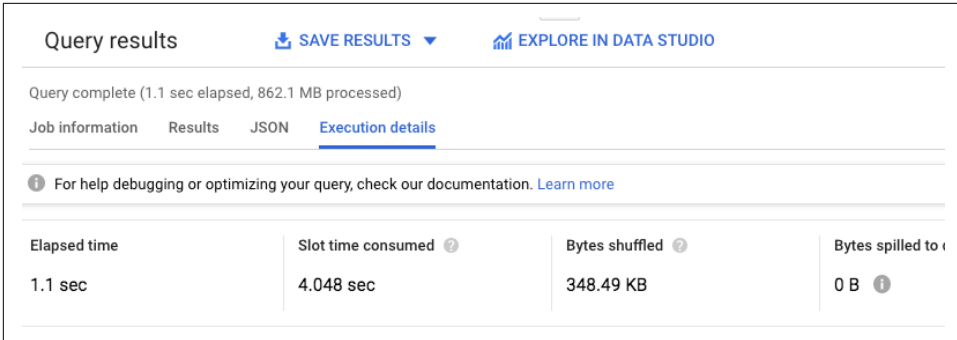 Query results SAVE RESULTS EXPLORE IN DATA STUDIO
Query complete (1.1 sec elapsed, 862.1 MB processed)
Job information Results JSON Execution details
For help debugging or optimizing your query, check our documentation. Learn more
Elapsed time Slot time consumed Bytes shuffled Bytes spilled to
1.1 sec 4.048 sec 348.49 KB 0 B